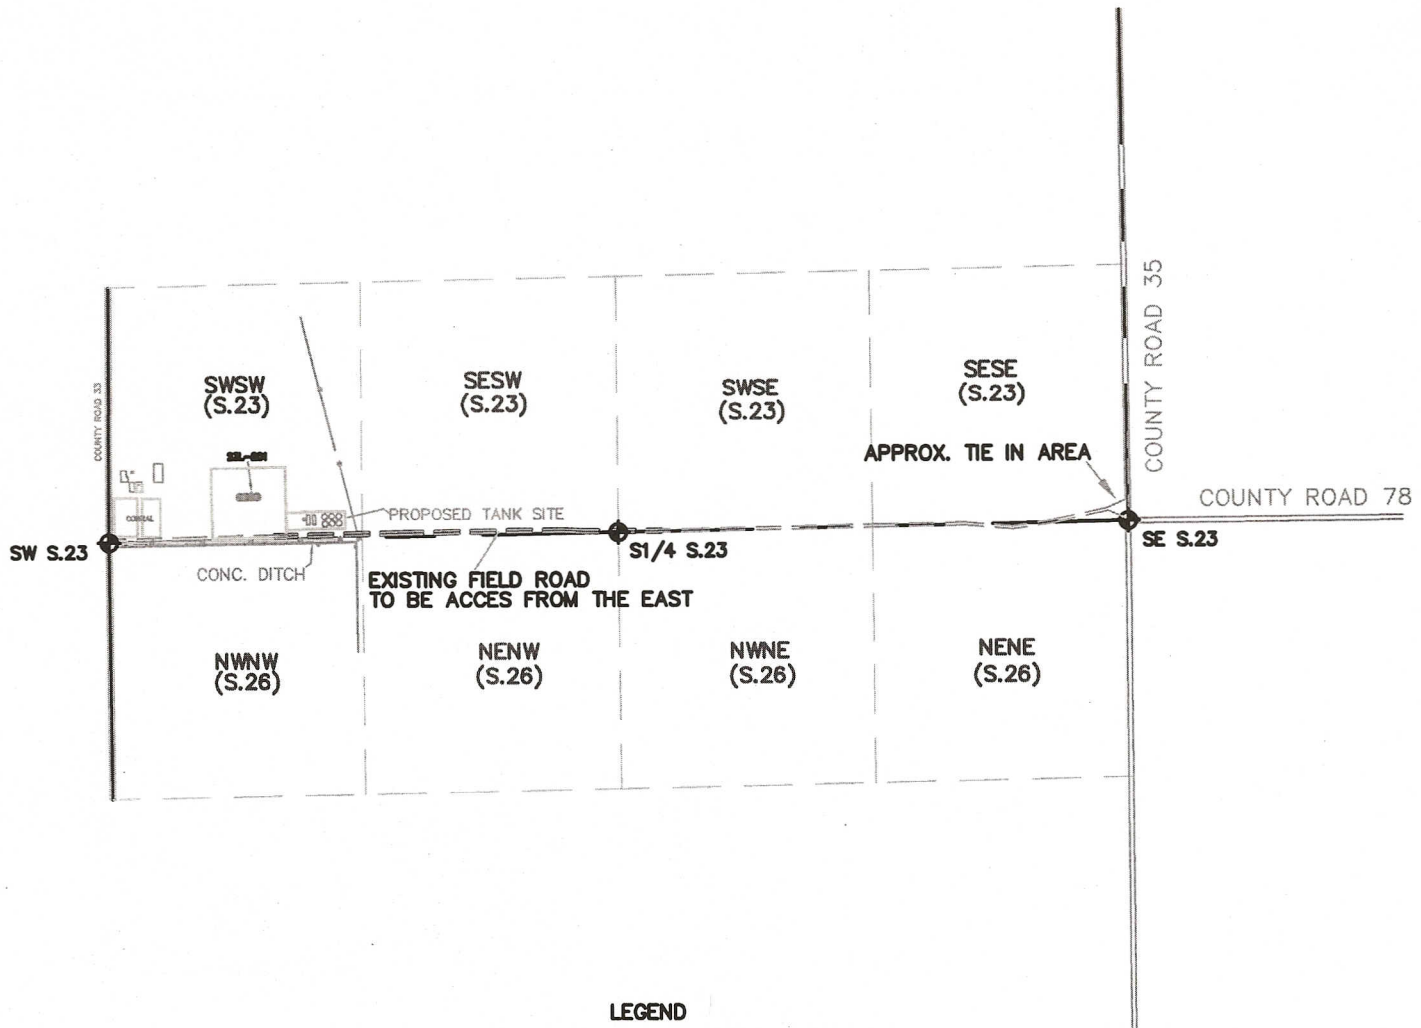 COUNTY ROAD 35
SESE
(S.23)
SESW
(S.23)
SWSW
(S.23)
SWSE
(S.23)
COUNTY ROAD 33
APPROX. TIE IN AREA
COUNTY ROAD 78
CORRAL
PROPOSED TANK SITE
SW S.23
S1/4 S.23
SE S.23
CONC. DITCH
EXISTING FIELD ROAD
TO BE ACCES FROM THE EAST
NWNW
(S.26)
NENW
(S.26)
NWNE
(S.26)
NENE
(S.26)
LEGEND